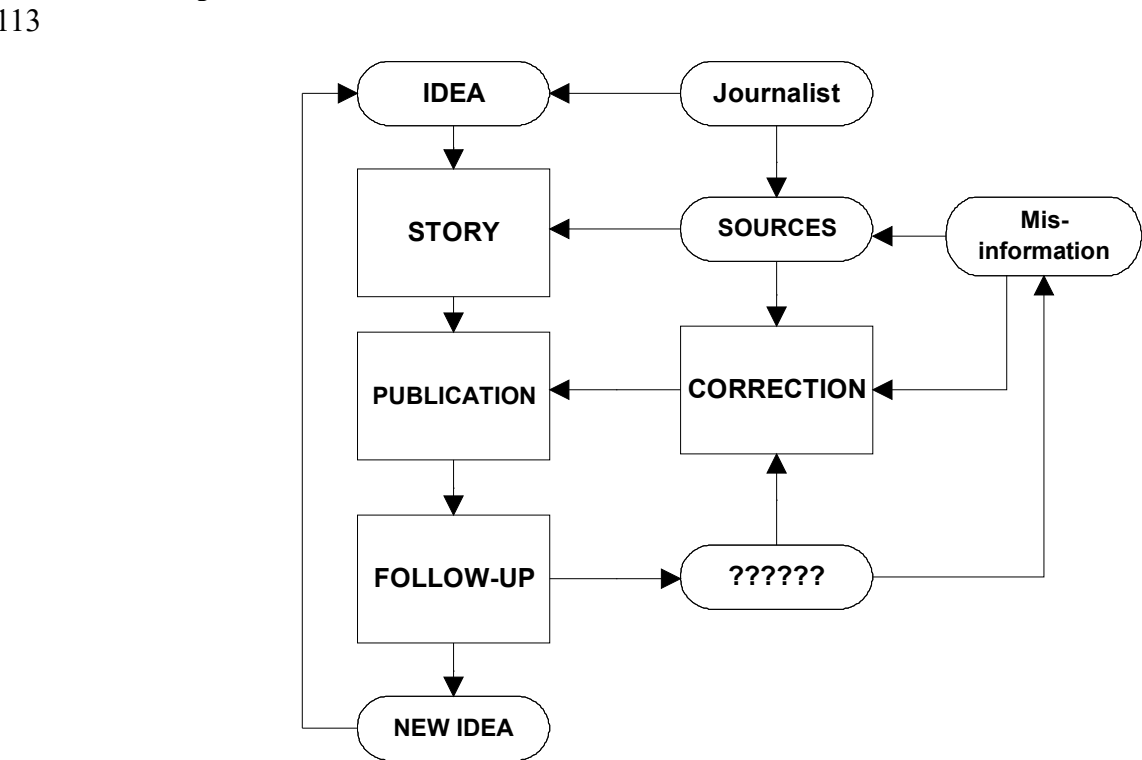 113
IDEA
Journalist
STORY
SOURCES
Mis-
information
PUBLICATION
CORRECTION
FOLLOW-UP
??????
NEW IDEA